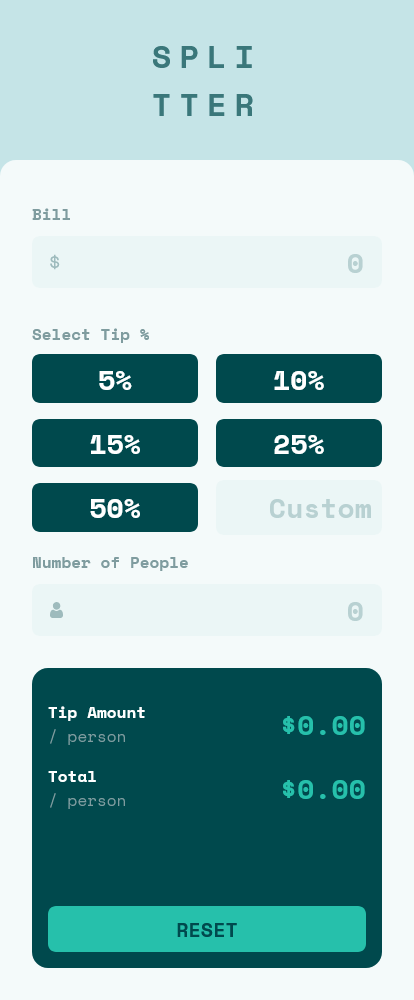 SPLI
TTER
Bill
$ 0
Select Tip %
5% 10%
15% 25%
50% Custom
Number of People
0
Tip Amount
/ person
$0.00
Total
/ person
$0.00
RESET